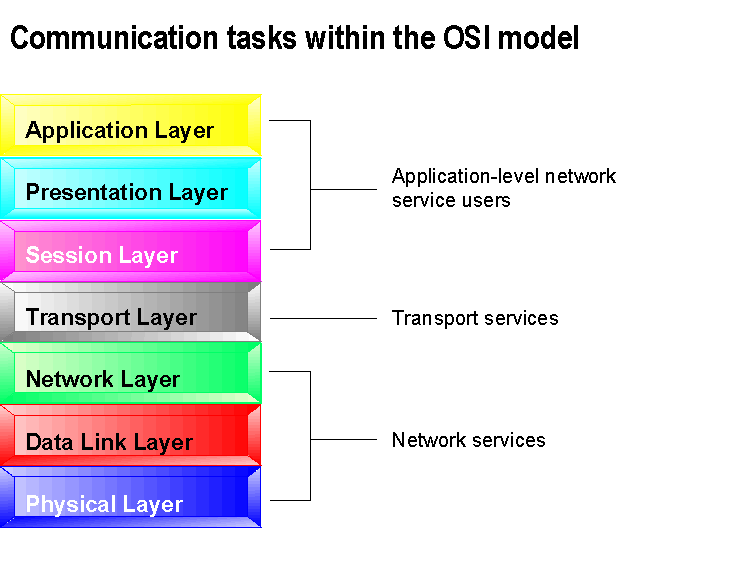 Communication tasks within the OSI model
Application Layer
Presentation Layer
Application-level network
service users
Session Layer
Transport Layer
Transport services
Network Layer
Data Link Layer
Network services
Physical Layer